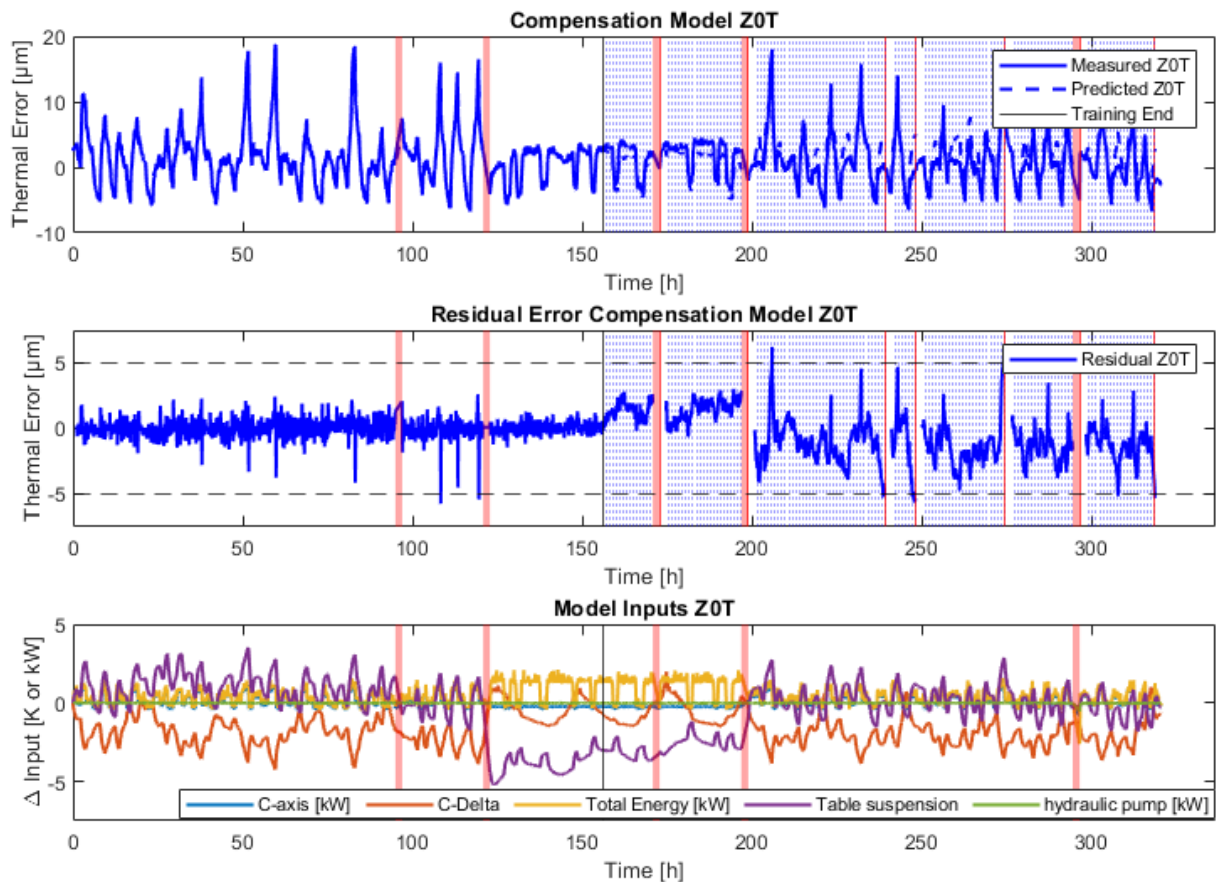 Compensation Model Z0T
Thermal Error [µm]
20
10
0
-10
Measured Z0T
Predicted Z0T
Training End
0 50 100 150 200 250 300
Time [h]
Residual Error Compensation Model Z0T
Thermal Error [µm]
5
0
-5
Residual Z0T
0 50 100 150 200 250 300
Time [h]
Model Inputs Z0T
Δ Input [K or kW]
5
0
-5
C-axis [kW] C-Delta Total Energy [kW] Table suspension hydraulic pump [kW]
0 50 100 150 200 250 300
Time [h]